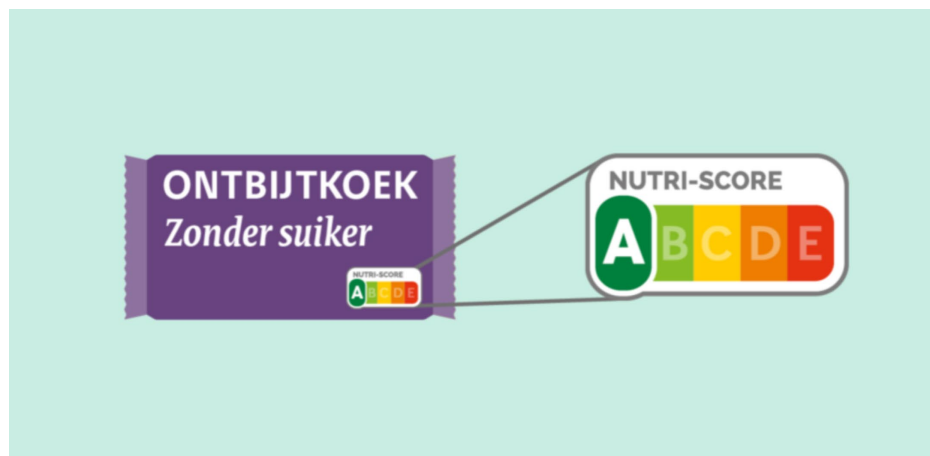 ONTBIJTKOEK
Zonder suiker
NUTRI-SCORE
A B C D E
NUTRI-SCORE
A B C D E